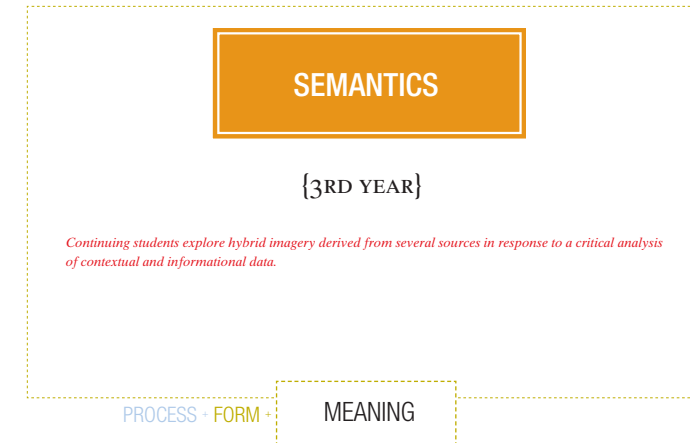 SEMANTICS
{3RD YEAR}
Continuing students explore hybrid imagery derived from several sources in response to a critical analysis
of contextual and informational data.
PROCESS + FORM + MEANING